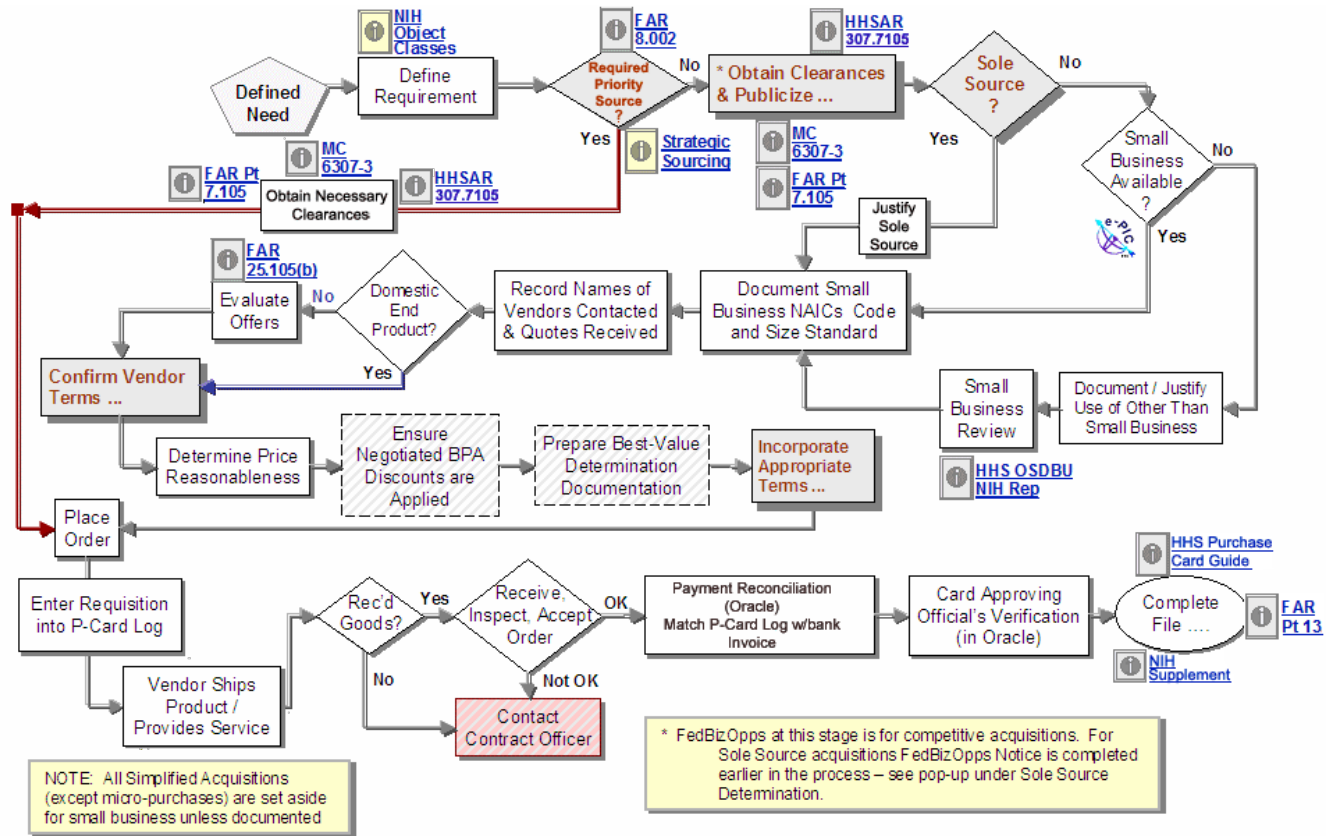 NIH
Object
Classes
FAR
8.002
HHSAR
307.7105
Defined
Need
Define
Requirement
Required
Priority
Source
?
No
Yes
* Obtain Clearances
& Publicize ...
Sole
Source
?
No
Yes
Strategic
Sourcing
MC
6307-3
FAR Pt
7.105
MC
6307-3
FAR Pt
7.105
HHSAR
307.7105
Obtain Necessary
Clearances
Small
Business
Available
?
No
Yes
e-PIC
Justify
Sole
Source
FAR
25.105(b)
Evaluate
Offers
No
Domestic
End
Product?
Yes
Record Names of
Vendors Contacted
& Quotes Received
Document Small
Business NAICs Code
and Size Standard
Confirm Vendor
Terms ...
Small
Business
Review
Document / Justify
Use of Other Than
Small Business
HHS OSDBU
NIH Rep
Determine Price
Reasonableness
Ensure
Negotiated BPA
Discounts are
Applied
Prepare Best-Value
Determination
Documentation
Incorporate
Appropriate
Terms ...
Place
Order
Enter Requisition
into P-Card Log
Vendor Ships
Product /
Provides Service
Rec'd
Goods?
Yes
No
Receive,
Inspect, Accept
Order
OK
Not OK
Contact
Contract Officer
Payment Reconciliation
(Oracle)
Match P-Card Log w/bank
Invoice
Card Approving
Official's Verification
(in Oracle)
HHS Purchase
Card Guide
Complete
File ....
FAR
Pt 13
NIH
Supplement
NOTE: All Simplified Acquisitions
(except micro-purchases) are set aside
for small business unless documented
* FedBizOpps at this stage is for competitive acquisitions. For
Sole Source acquisitions FedBizOpps Notice is completed
earlier in the process – see pop-up under Sole Source
Determination.